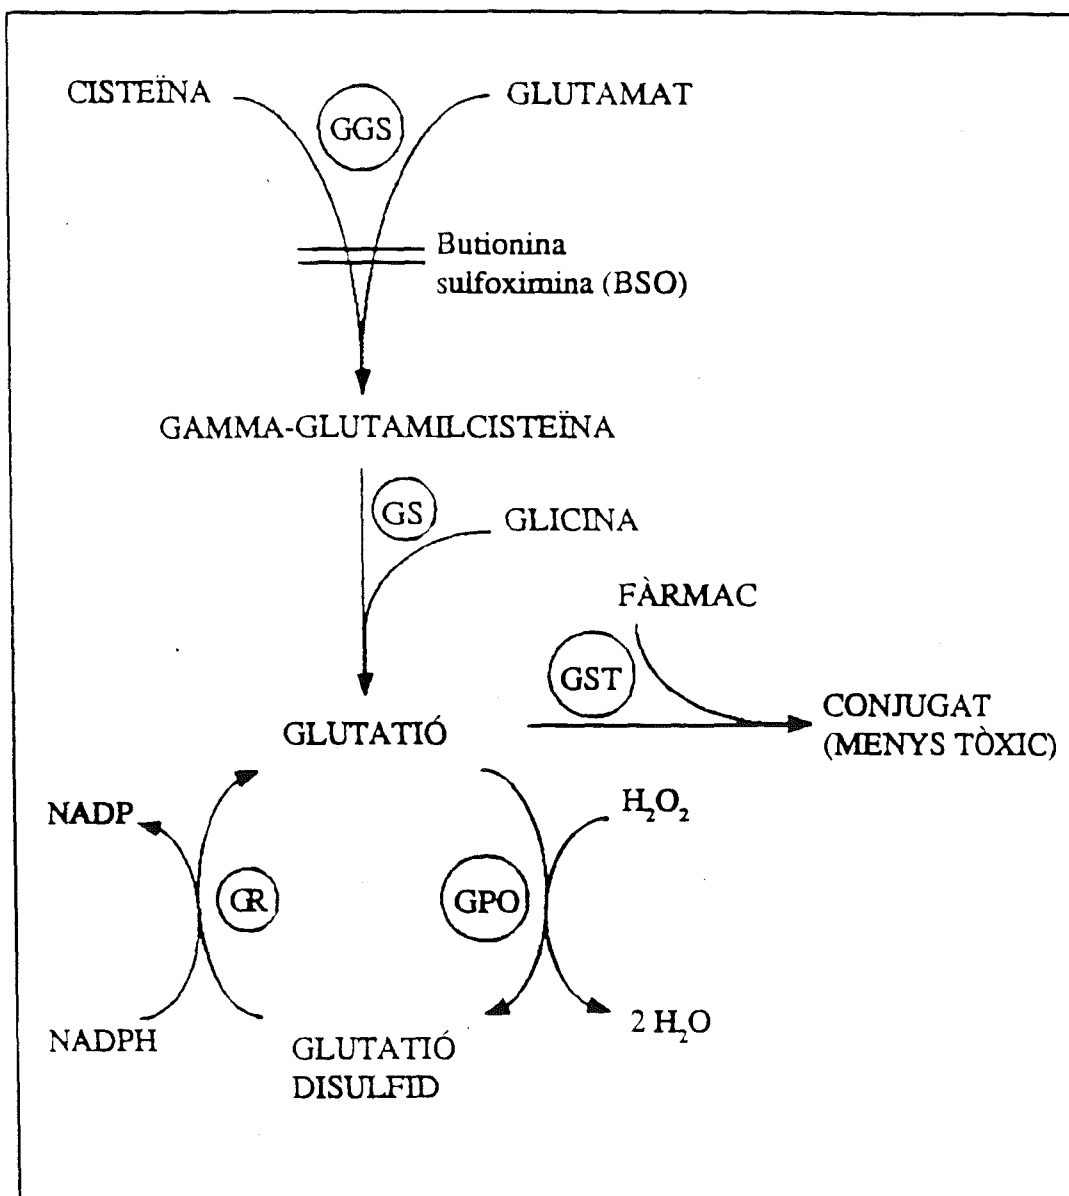 CISTEÏNA
GGS
GLUTAMAT
Butionina
sulfoximina (BSO)
GAMMA-GLUTAMILCISTEÏNA
GS
GLICINA
FÀRMAC
GST
GLUTATIÓ
CONJUGAT
(MENYS TÒXIC)
NADP
H₂O₂
GR
GPO
NADPH
2 H₂O
GLUTATIÓ
DISULFID